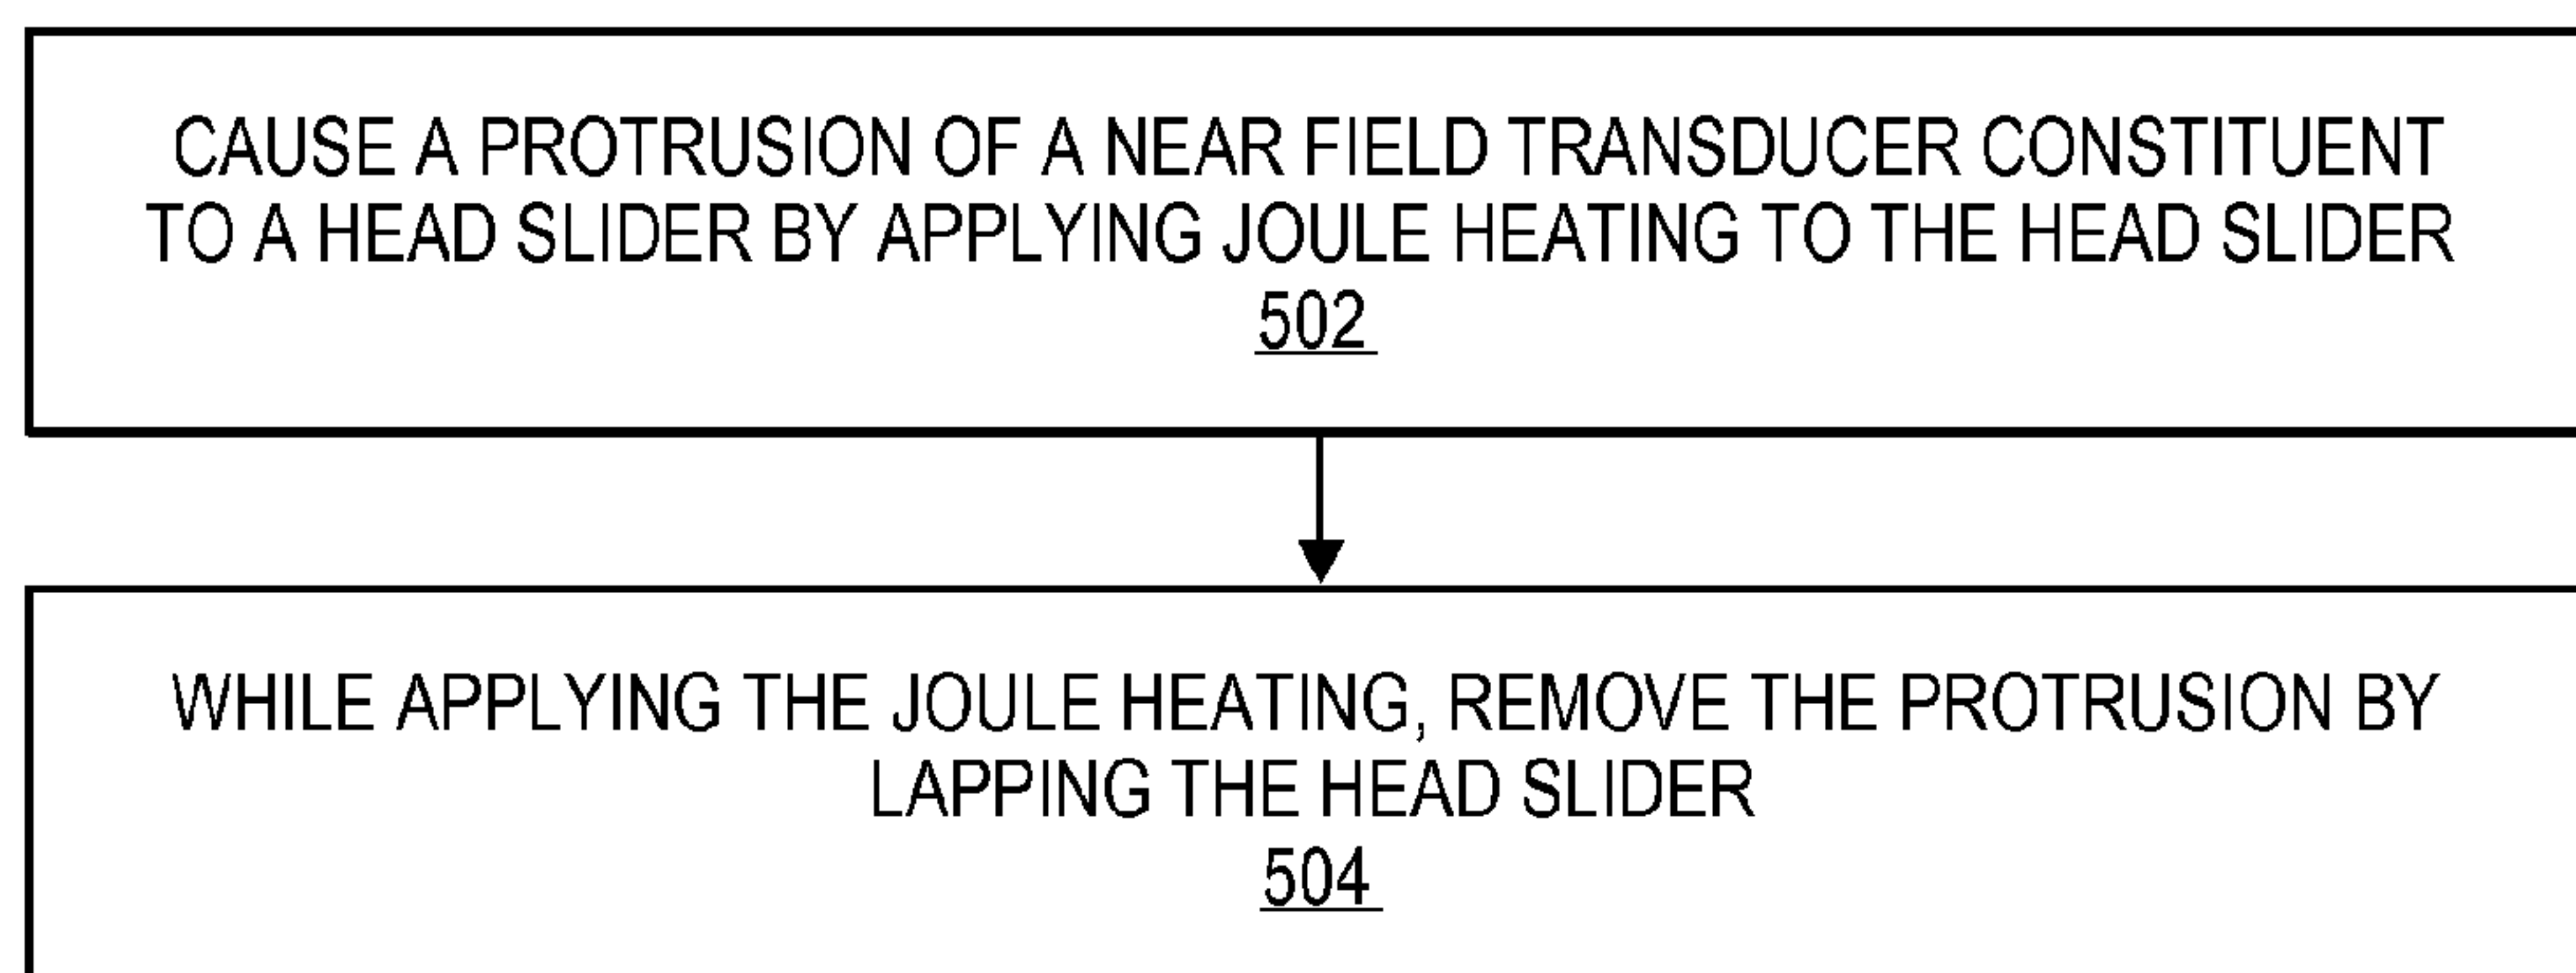 CAUSE A PROTRUSION OF A NEAR FIELD TRANSDUCER CONSTITUENT
TO A HEAD SLIDER BY APPLYING JOULE HEATING TO THE HEAD SLIDER
502
WHILE APPLYING THE JOULE HEATING, REMOVE THE PROTRUSION BY
LAPPING THE HEAD SLIDER
504